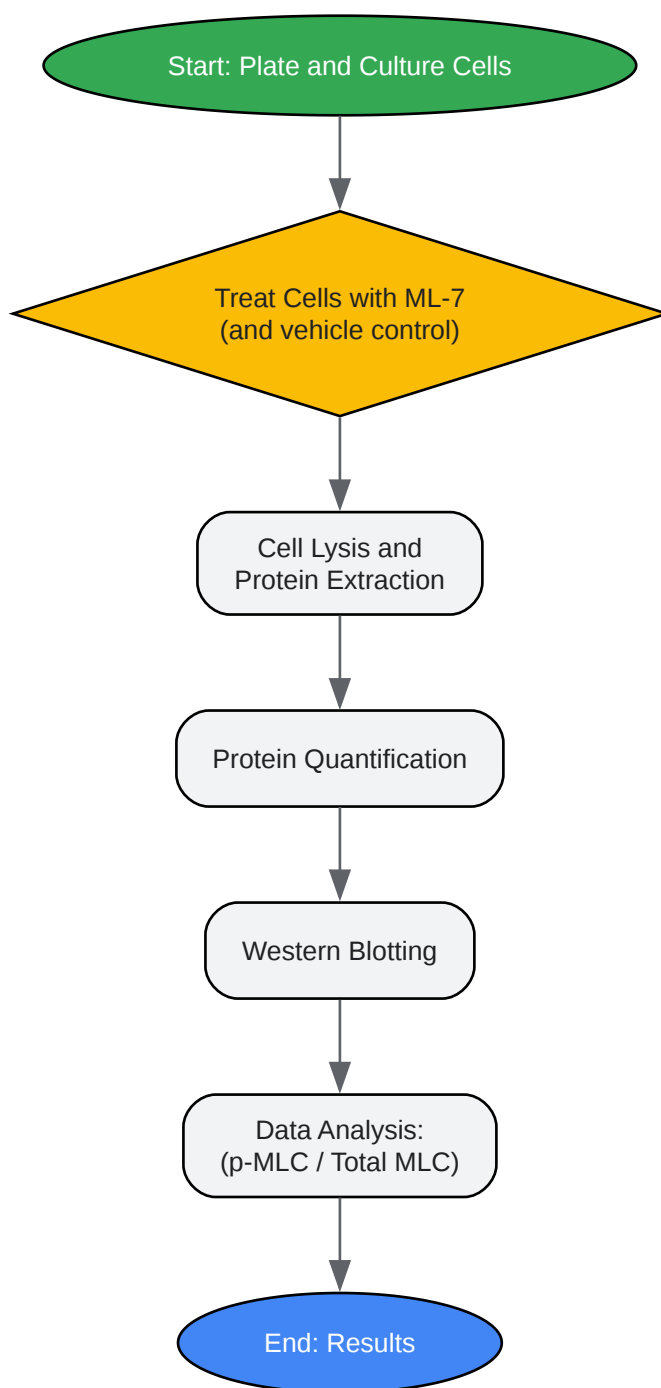 Start: Plate and Culture Cells
Treat Cells with ML-7
(and vehicle control)
Cell Lysis and
Protein Extraction
Protein Quantification
Western Blotting
Data Analysis:
(p-MLC / Total MLC)
End: Results